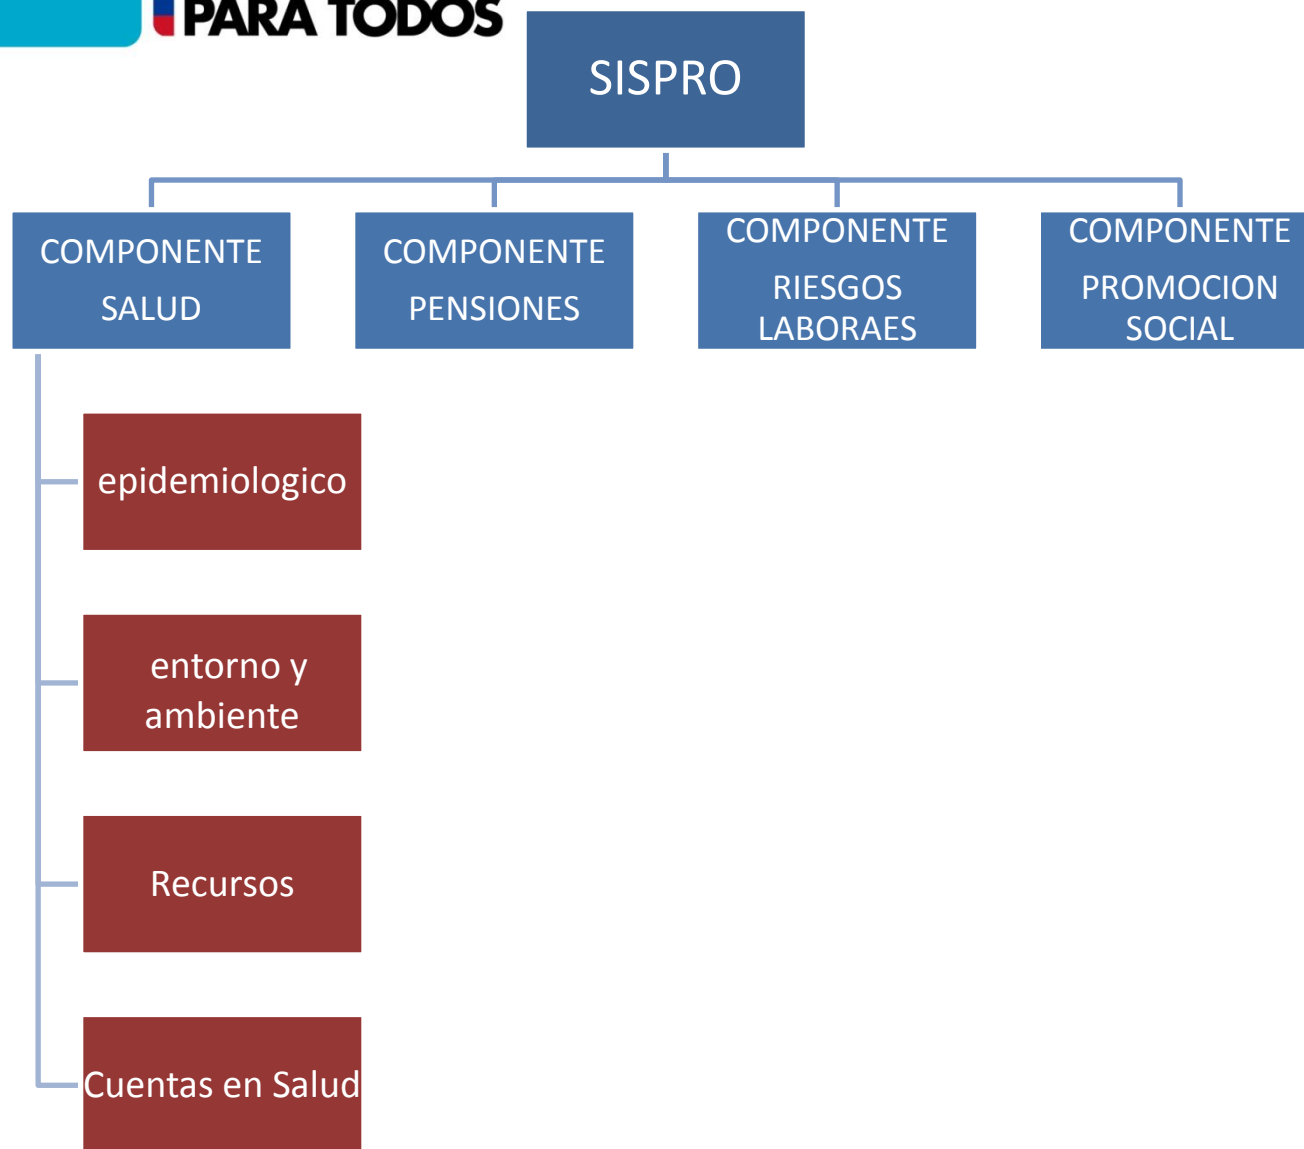 PARA TODOS
SISPRO
COMPONENTE
SALUD
COMPONENTE
PENSIONES
COMPONENTE
RIESGOS
LABORAES
COMPONENTE
PROMOCION
SOCIAL
epidemiologico
entorno y
ambiente
Recursos
Cuentas en Salud